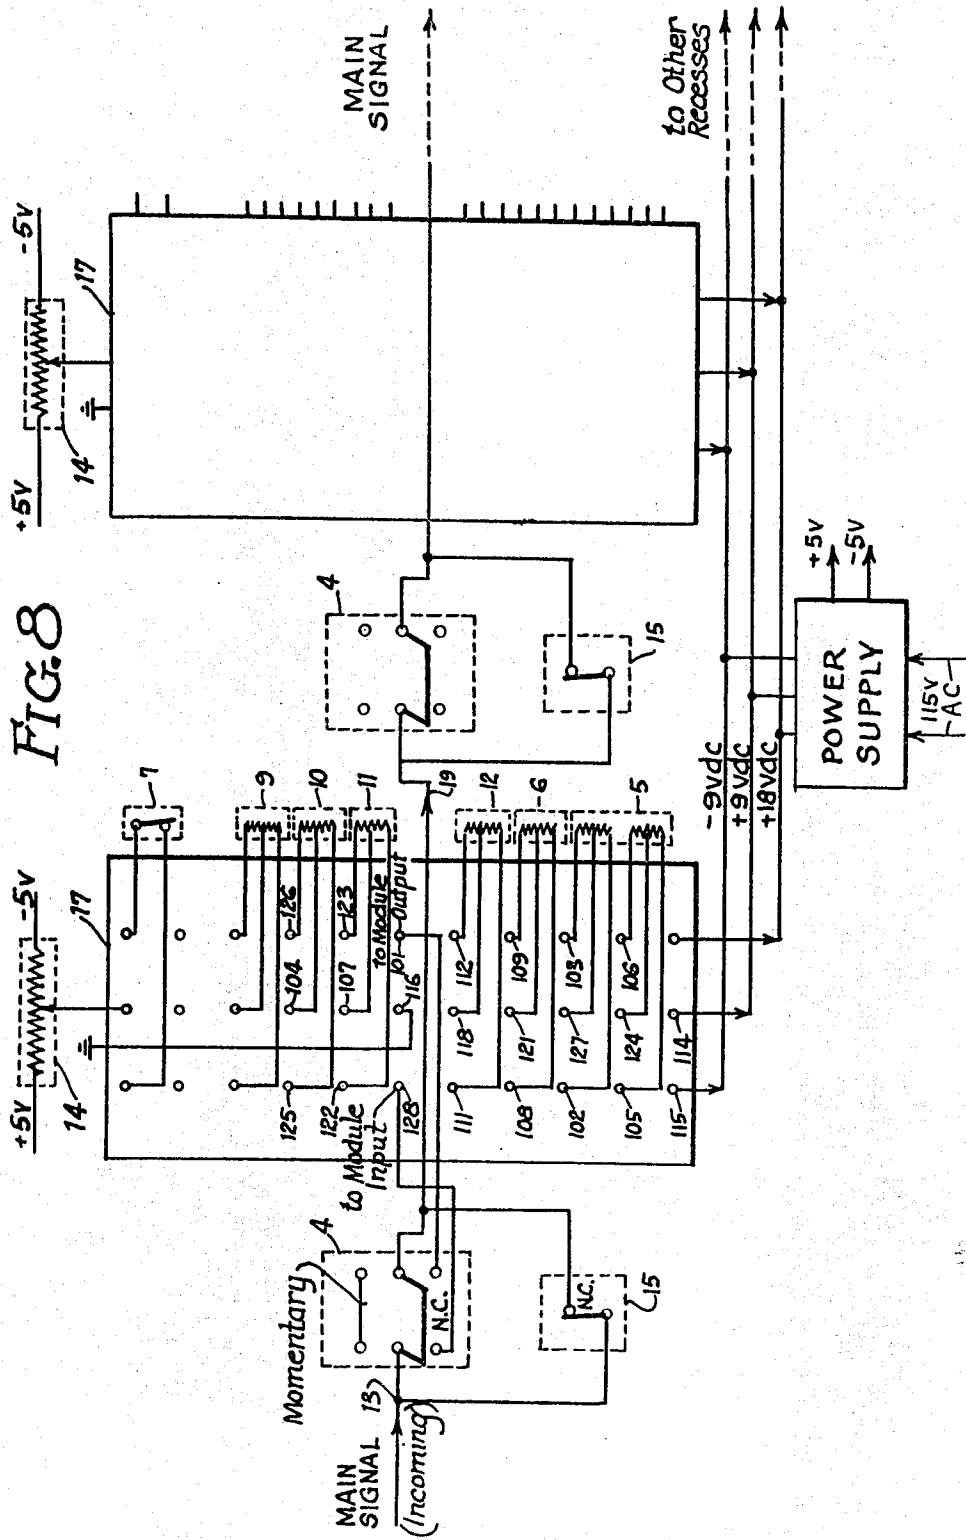 FIG.8
+5V
-5V
14
17
+5V
-5V
14
17
MAIN
SIGNAL
(Incoming)
13
Momentary
4
N.C.
N.C.
15
to Module
Input
7
9
10
11
125
104
126
122
107
123
128
116
101
to Module
Output
19
12
6
5
111
118
112
108
121
109
102
127
103
105
124
106
115
114
4
15
MAIN
SIGNAL
to Other
Recesses
-9Vdc
+9Vdc
+18Vdc
POWER
SUPPLY
+5V
-5V
115V
AC